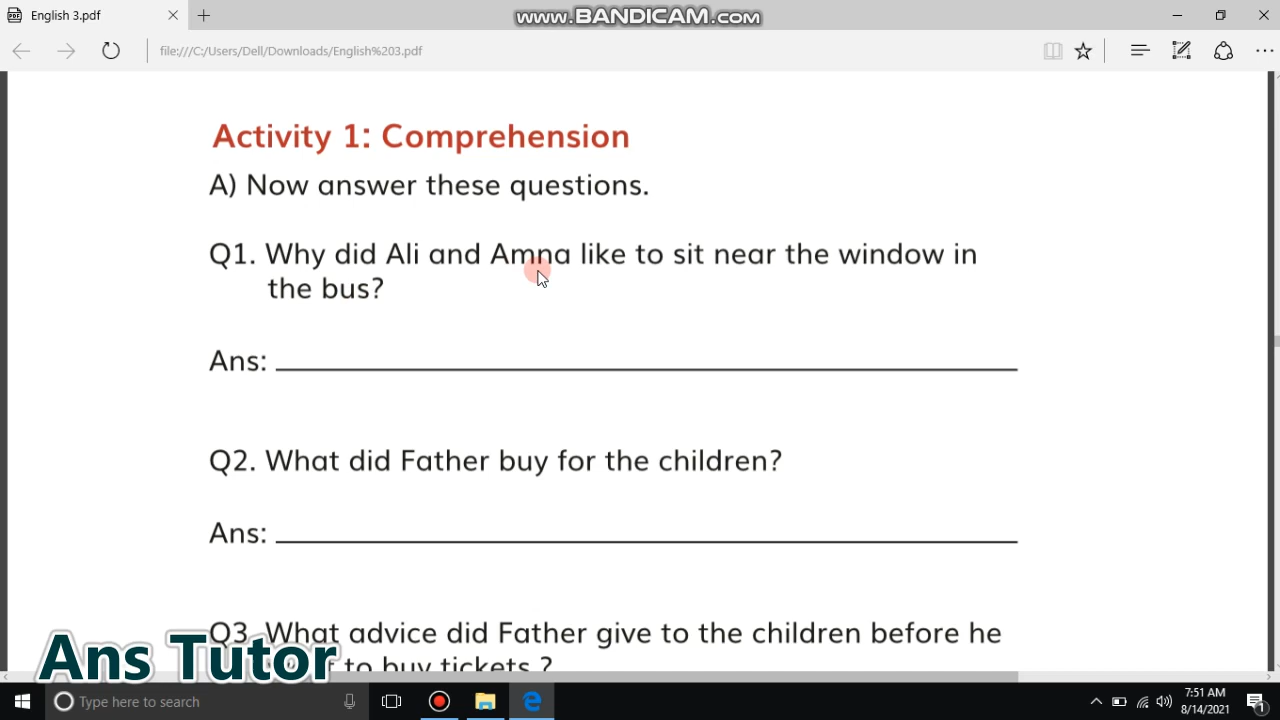 English 3.pdf
www.BANDICAM.com
file:///C:/Users/Dell/Downloads/English%203.pdf
Activity 1: Comprehension
A) Now answer these questions.
Q1. Why did Ali and Amna like to sit near the window in
the bus?
Ans:
Q2. What did Father buy for the children?
Ans:
Q3. What advice did Father give to the children before he
to buy tickets ?
Ans Tutor
Type here to search
7:51 AM
8/14/2021
1